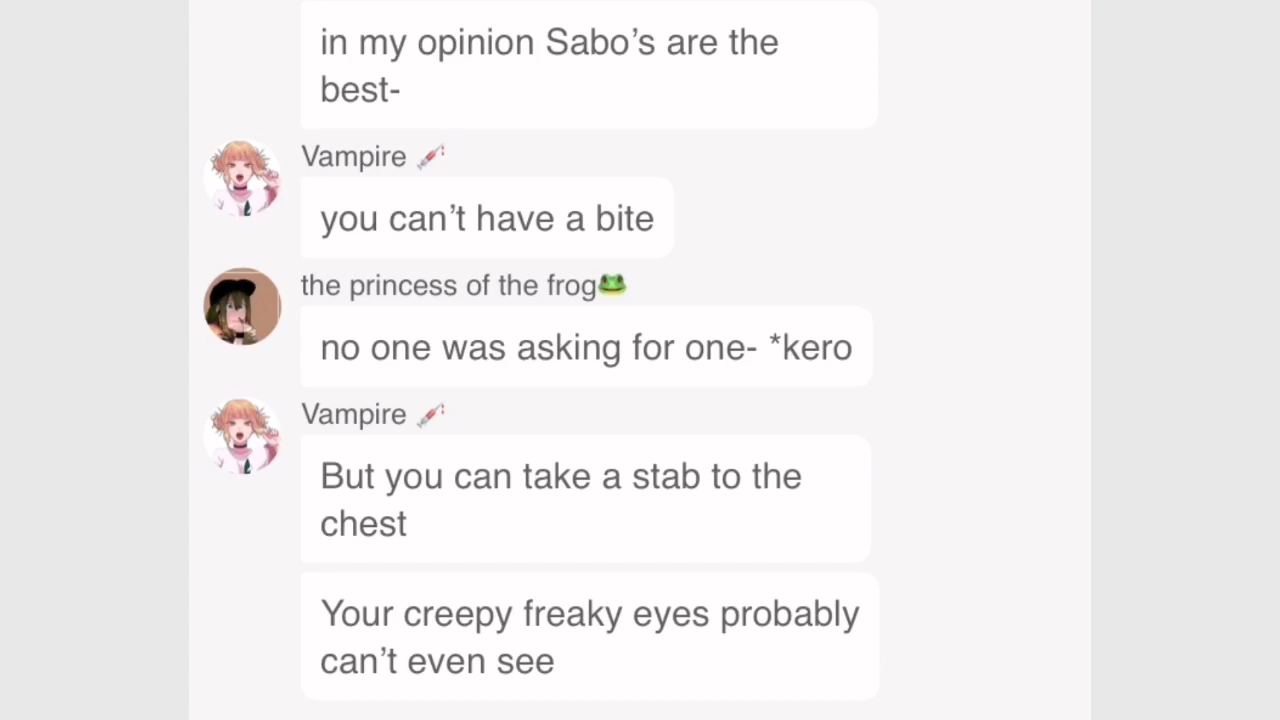 in my opinion Sabo’s are the
best-
Vampire 💉
you can’t have a bite
the princess of the frog🐸
no one was asking for one- *kero
Vampire 💉
But you can take a stab to the
chest
Your creepy freaky eyes probably
can’t even see